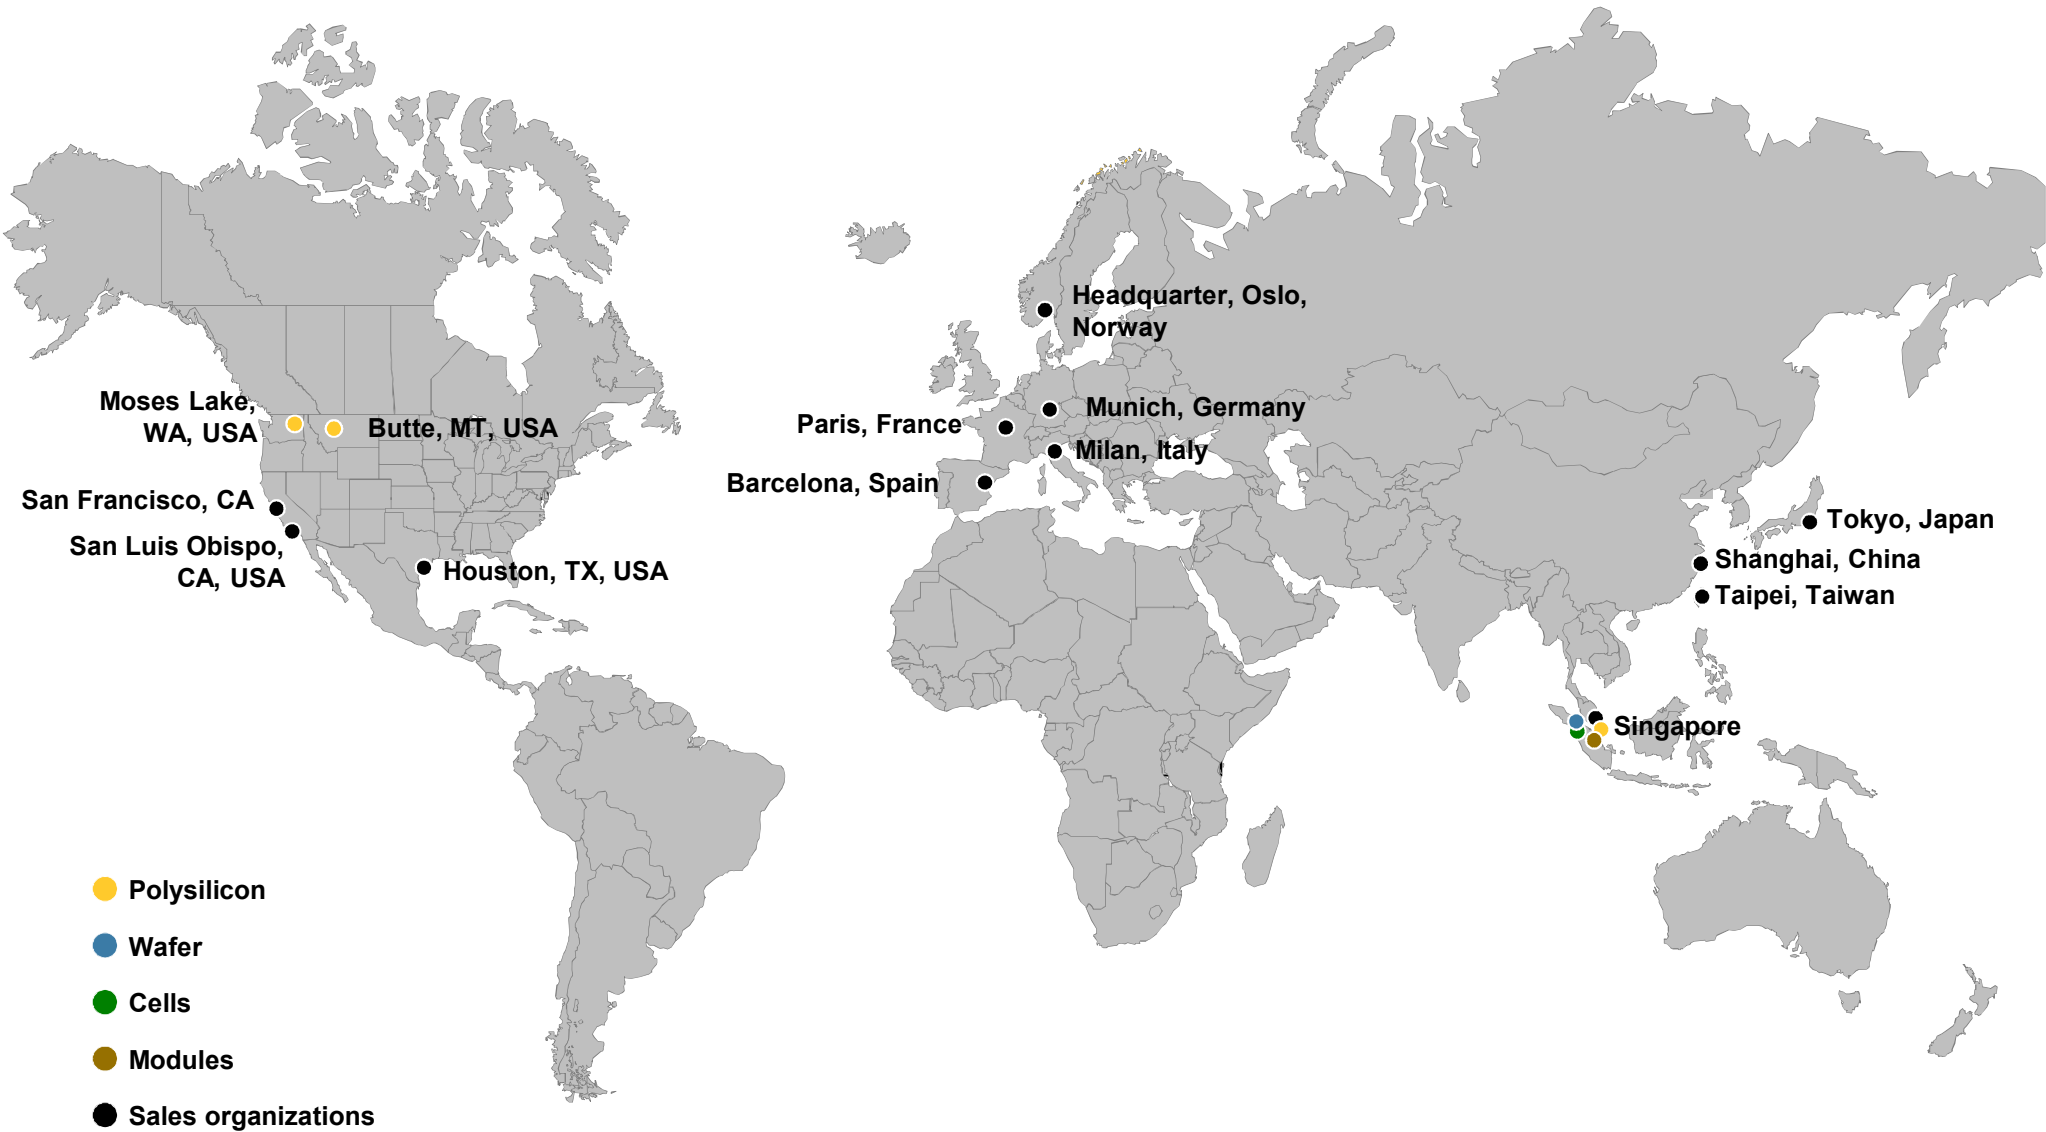 Headquarter, Oslo,
Norway
Moses Lake,
WA, USA
Butte, MT, USA
Paris, France
Munich, Germany
Milan, Italy
Barcelona, Spain
San Francisco, CA
San Luis Obispo,
CA, USA
Houston, TX, USA
Tokyo, Japan
Shanghai, China
Taipei, Taiwan
Singapore
Polysilicon
Wafer
Cells
Modules
Sales organizations